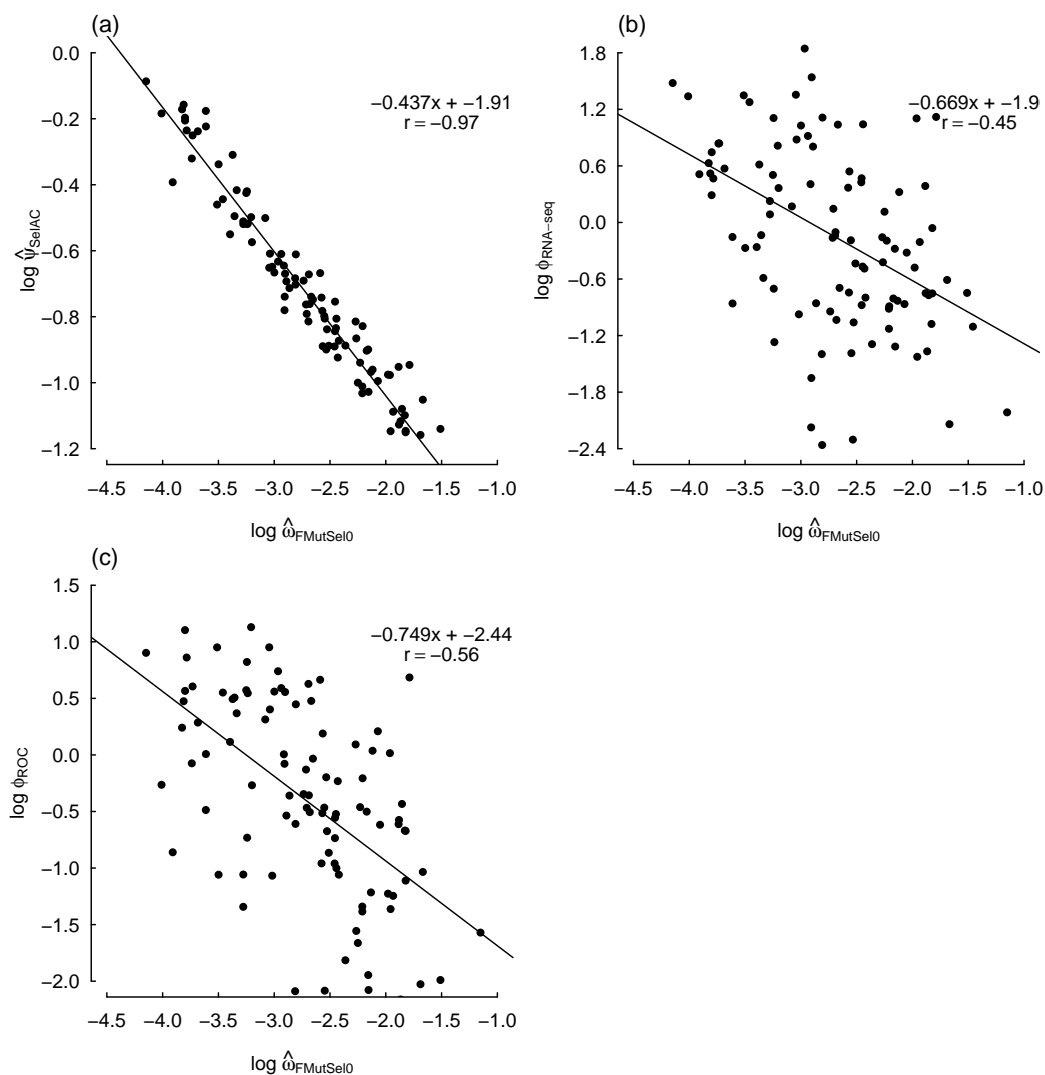 (a)
0.0
−0.2
−0.4
−0.6
−0.8
−1.0
−1.2
log ψ̂SelAC
−0.437x + −1.91
r = −0.97
−4.5 −4.0 −3.5 −3.0 −2.5 −2.0 −1.5 −1.0
log ω̂FMutSel0
(b)
1.8
1.2
0.6
0.0
−0.6
−1.2
−1.8
−2.4
log ϕRNA−seq
−0.669x + −1.9
r = −0.45
−4.5 −4.0 −3.5 −3.0 −2.5 −2.0 −1.5 −1.0
log ω̂FMutSel0
(c)
1.5
1.0
0.5
0.0
−0.5
−1.0
−1.5
−2.0
log ϕROC
−0.749x + −2.44
r = −0.56
−4.5 −4.0 −3.5 −3.0 −2.5 −2.0 −1.5 −1.0
log ω̂FMutSel0